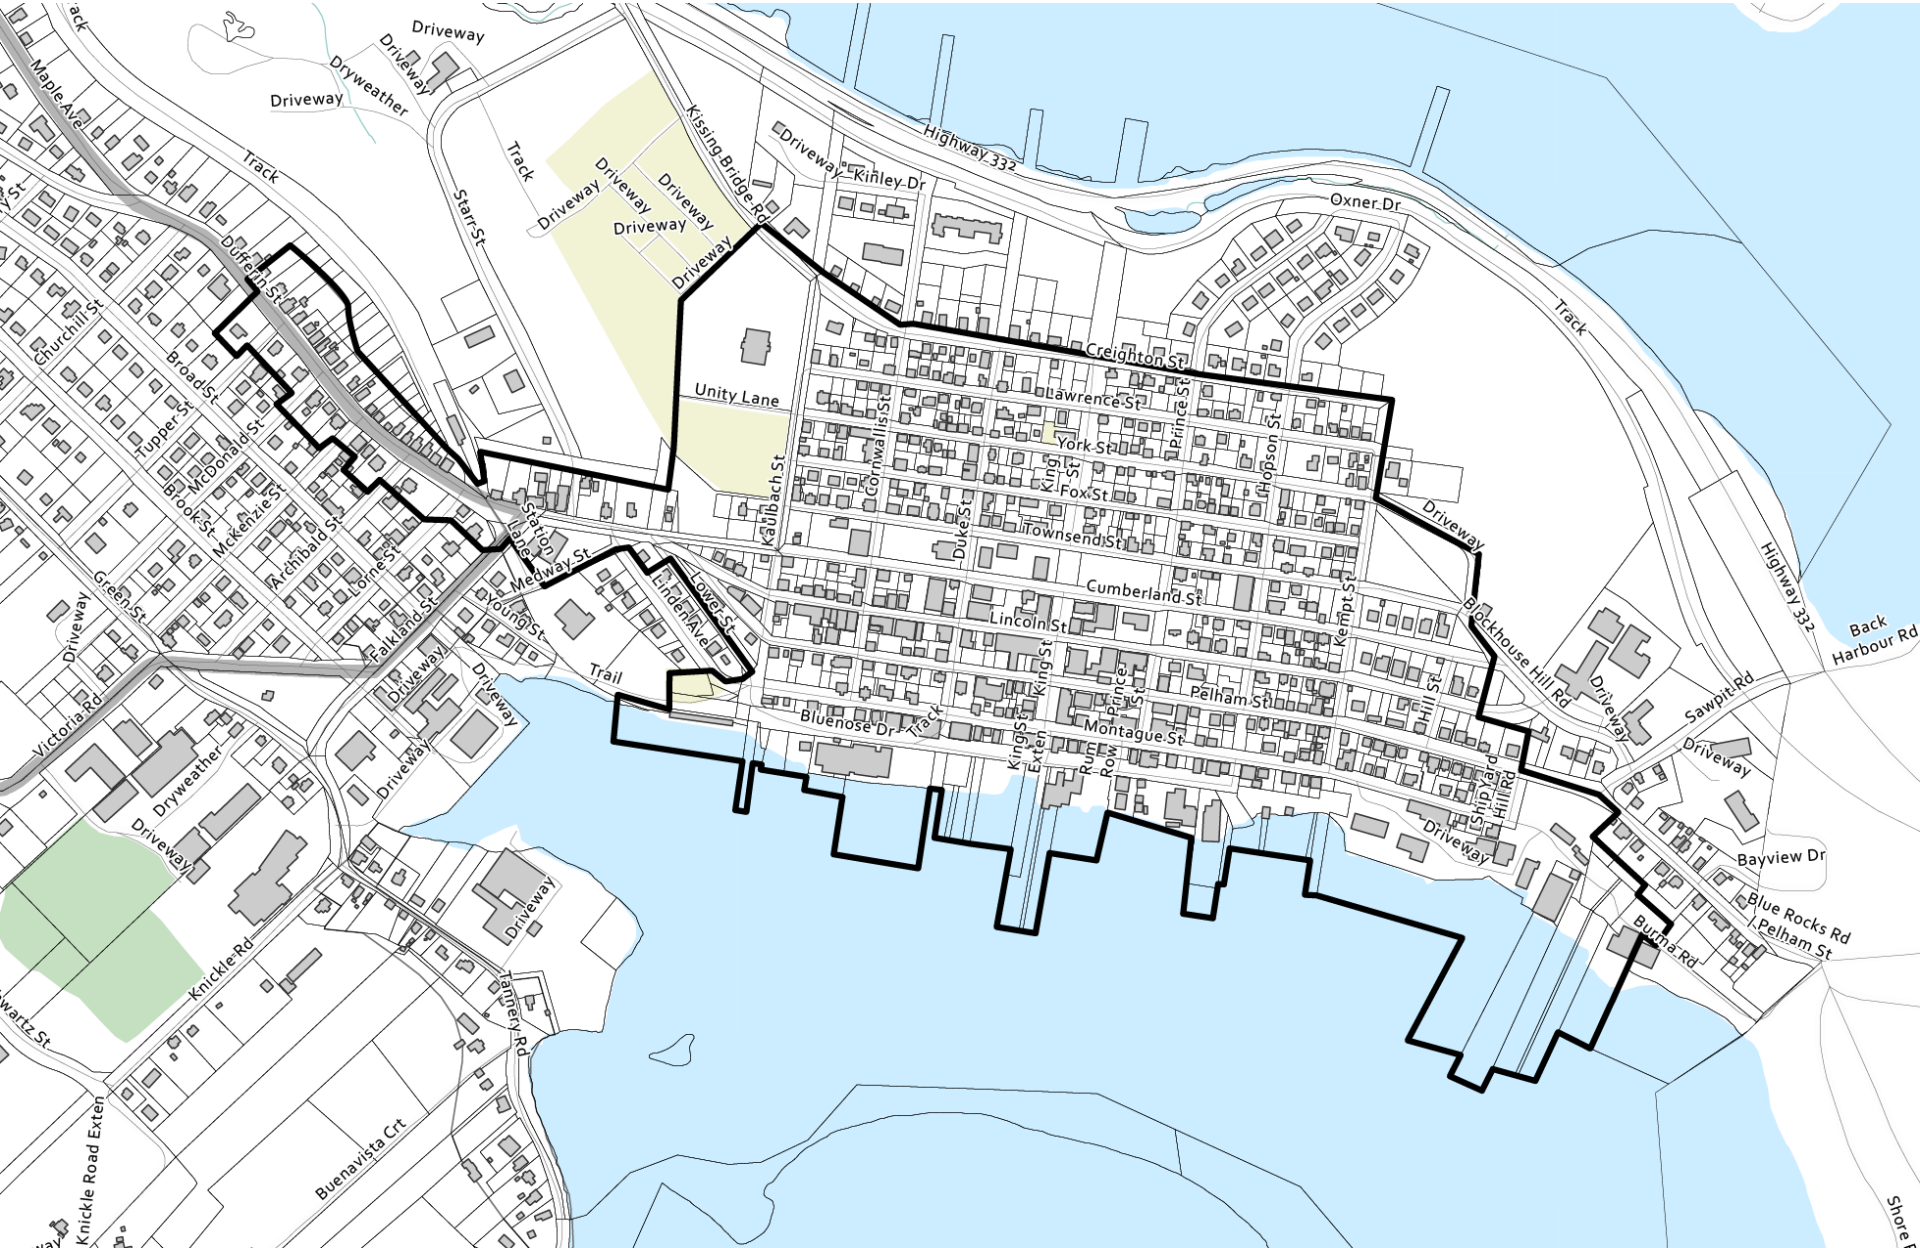 Track
Driveway
Driveway
Dryweather
Driveway
Maple Ave
Track
Track
Kissing Bridge Rd
Highway 332
Driveway
Kinley Dr
Driveway
Driveway
Driveway
Driveway
Driveway
Oxner Dr
Starr St
Dufferin St
Track
Churchill St
Broad St
Creighton St
Unity Lane
Lawrence St
Prince St
Cornwallis St
Hopson St
York St
King St
Fox St
Tupper St
McDonald St
Brook St
McKenzie St
Archibald St
Lorne St
Kaulbach St
Duke St
Townsend St
Driveway
Station
Lane
Medway St
Lower St
Linden Ave
Cumberland St
Lincoln St
Kempt St
Blockhouse Hill Rd
Highway 332
Back
Harbour Rd
Green St
Driveway
Young St
Falkland St
Driveway
Driveway
Trail
King St
Prince
St
Pelham St
Hill St
Driveway
Sawpit Rd
Victoria Rd
Bluenose Dr
Track
King St
Exten
Rum
Row
Montague St
Driveway
Dryweather
Driveway
Driveway
Ship Yard
Hill Rd
Driveway
Bayview Dr
Driveway
Blue Rocks Rd
Pelham St
Burma Rd
Knickle Rd
Tannery Rd
Knickle Road Exten
Buenavista Crt